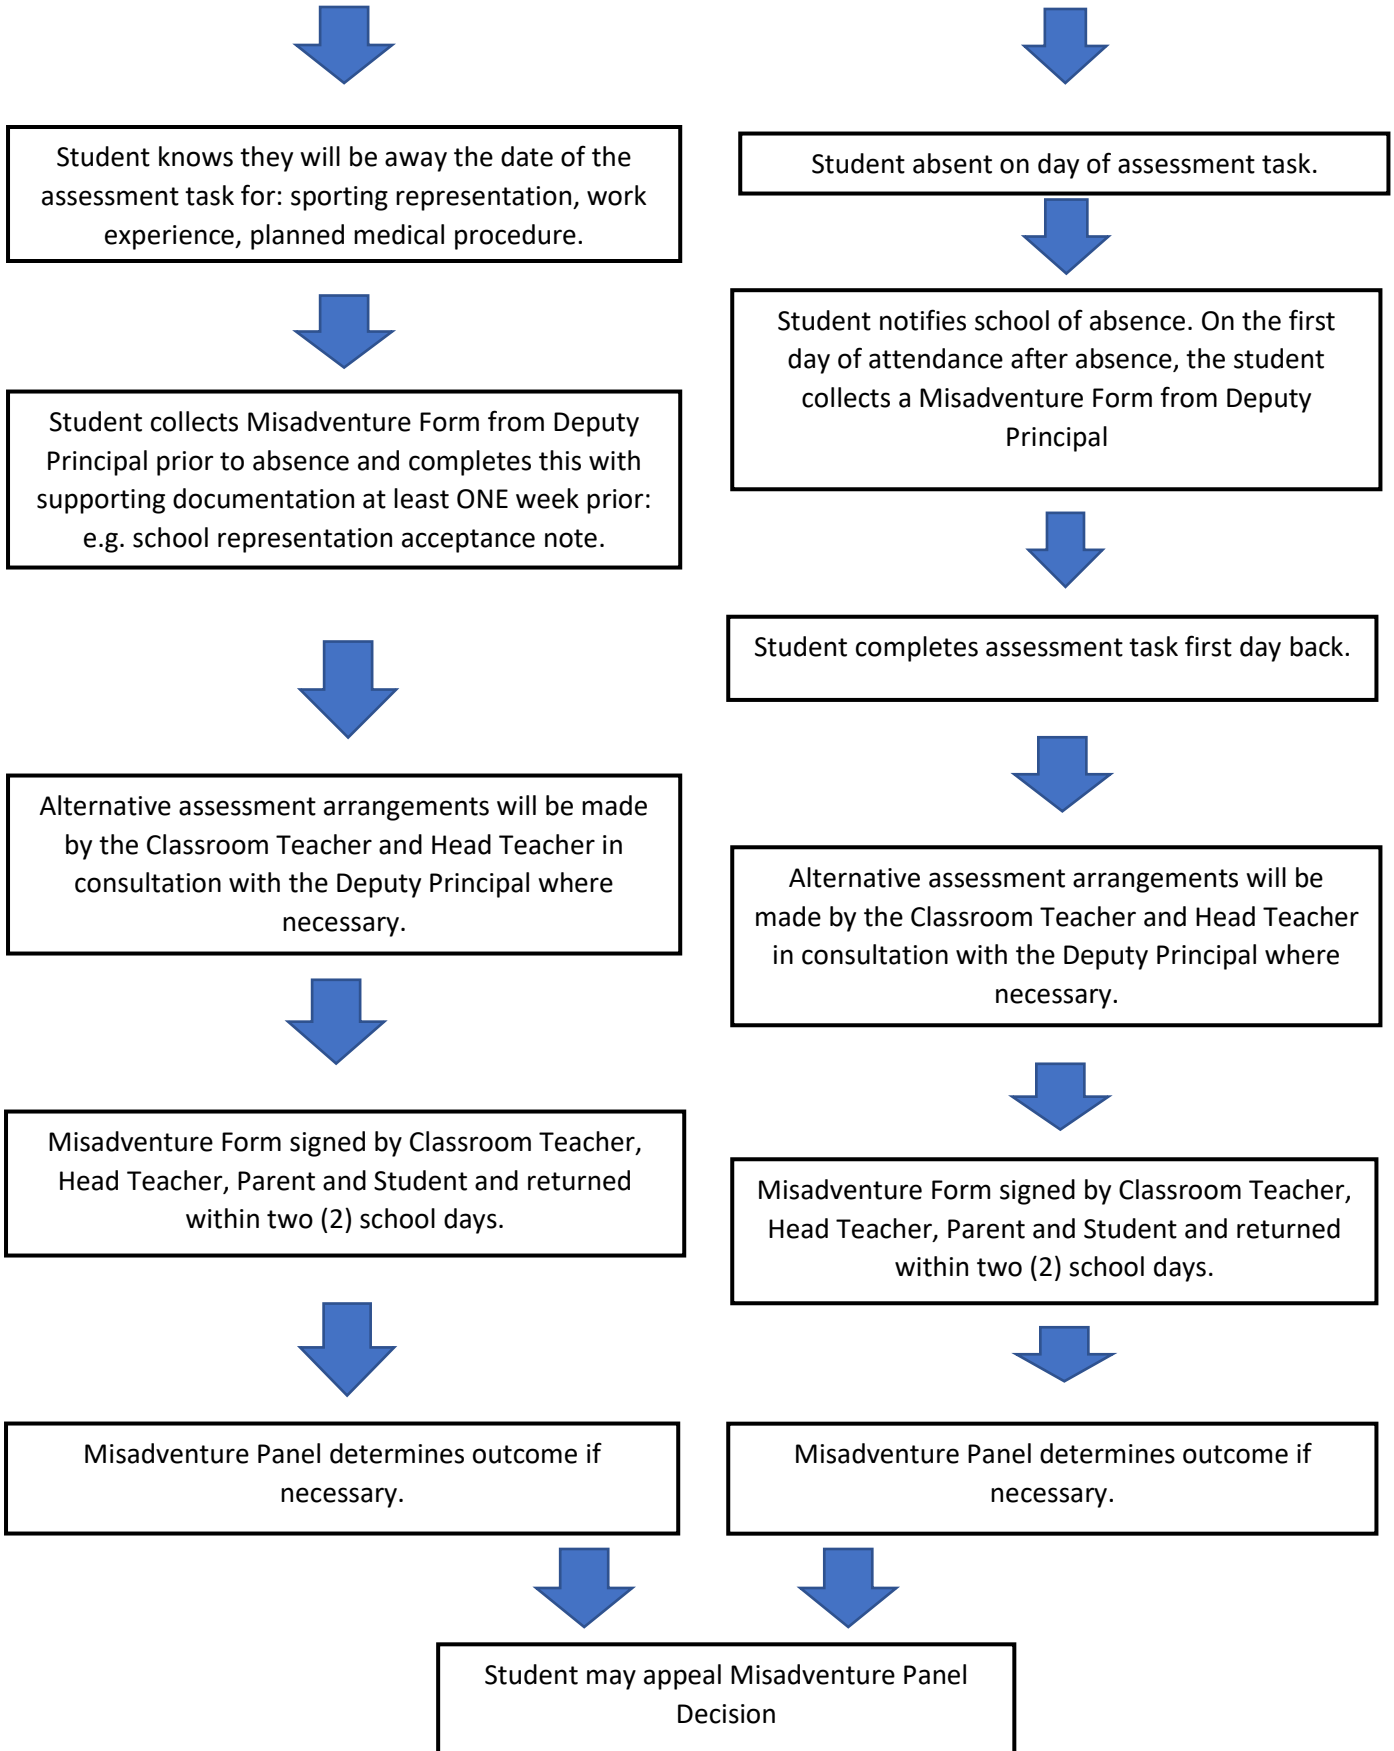 Student knows they will be away the date of the
assessment task for: sporting representation, work
experience, planned medical procedure.
Student collects Misadventure Form from Deputy
Principal prior to absence and completes this with
supporting documentation at least ONE week prior:
e.g. school representation acceptance note.
Alternative assessment arrangements will be made
by the Classroom Teacher and Head Teacher in
consultation with the Deputy Principal where
necessary.
Misadventure Form signed by Classroom Teacher,
Head Teacher, Parent and Student and returned
within two (2) school days.
Misadventure Panel determines outcome if
necessary.
Student absent on day of assessment task.
Student notifies school of absence. On the first
day of attendance after absence, the student
collects a Misadventure Form from Deputy
Principal
Student completes assessment task first day back.
Alternative assessment arrangements will be
made by the Classroom Teacher and Head Teacher
in consultation with the Deputy Principal where
necessary.
Misadventure Form signed by Classroom Teacher,
Head Teacher, Parent and Student and returned
within two (2) school days.
Misadventure Panel determines outcome if
necessary.
Student may appeal Misadventure Panel
Decision